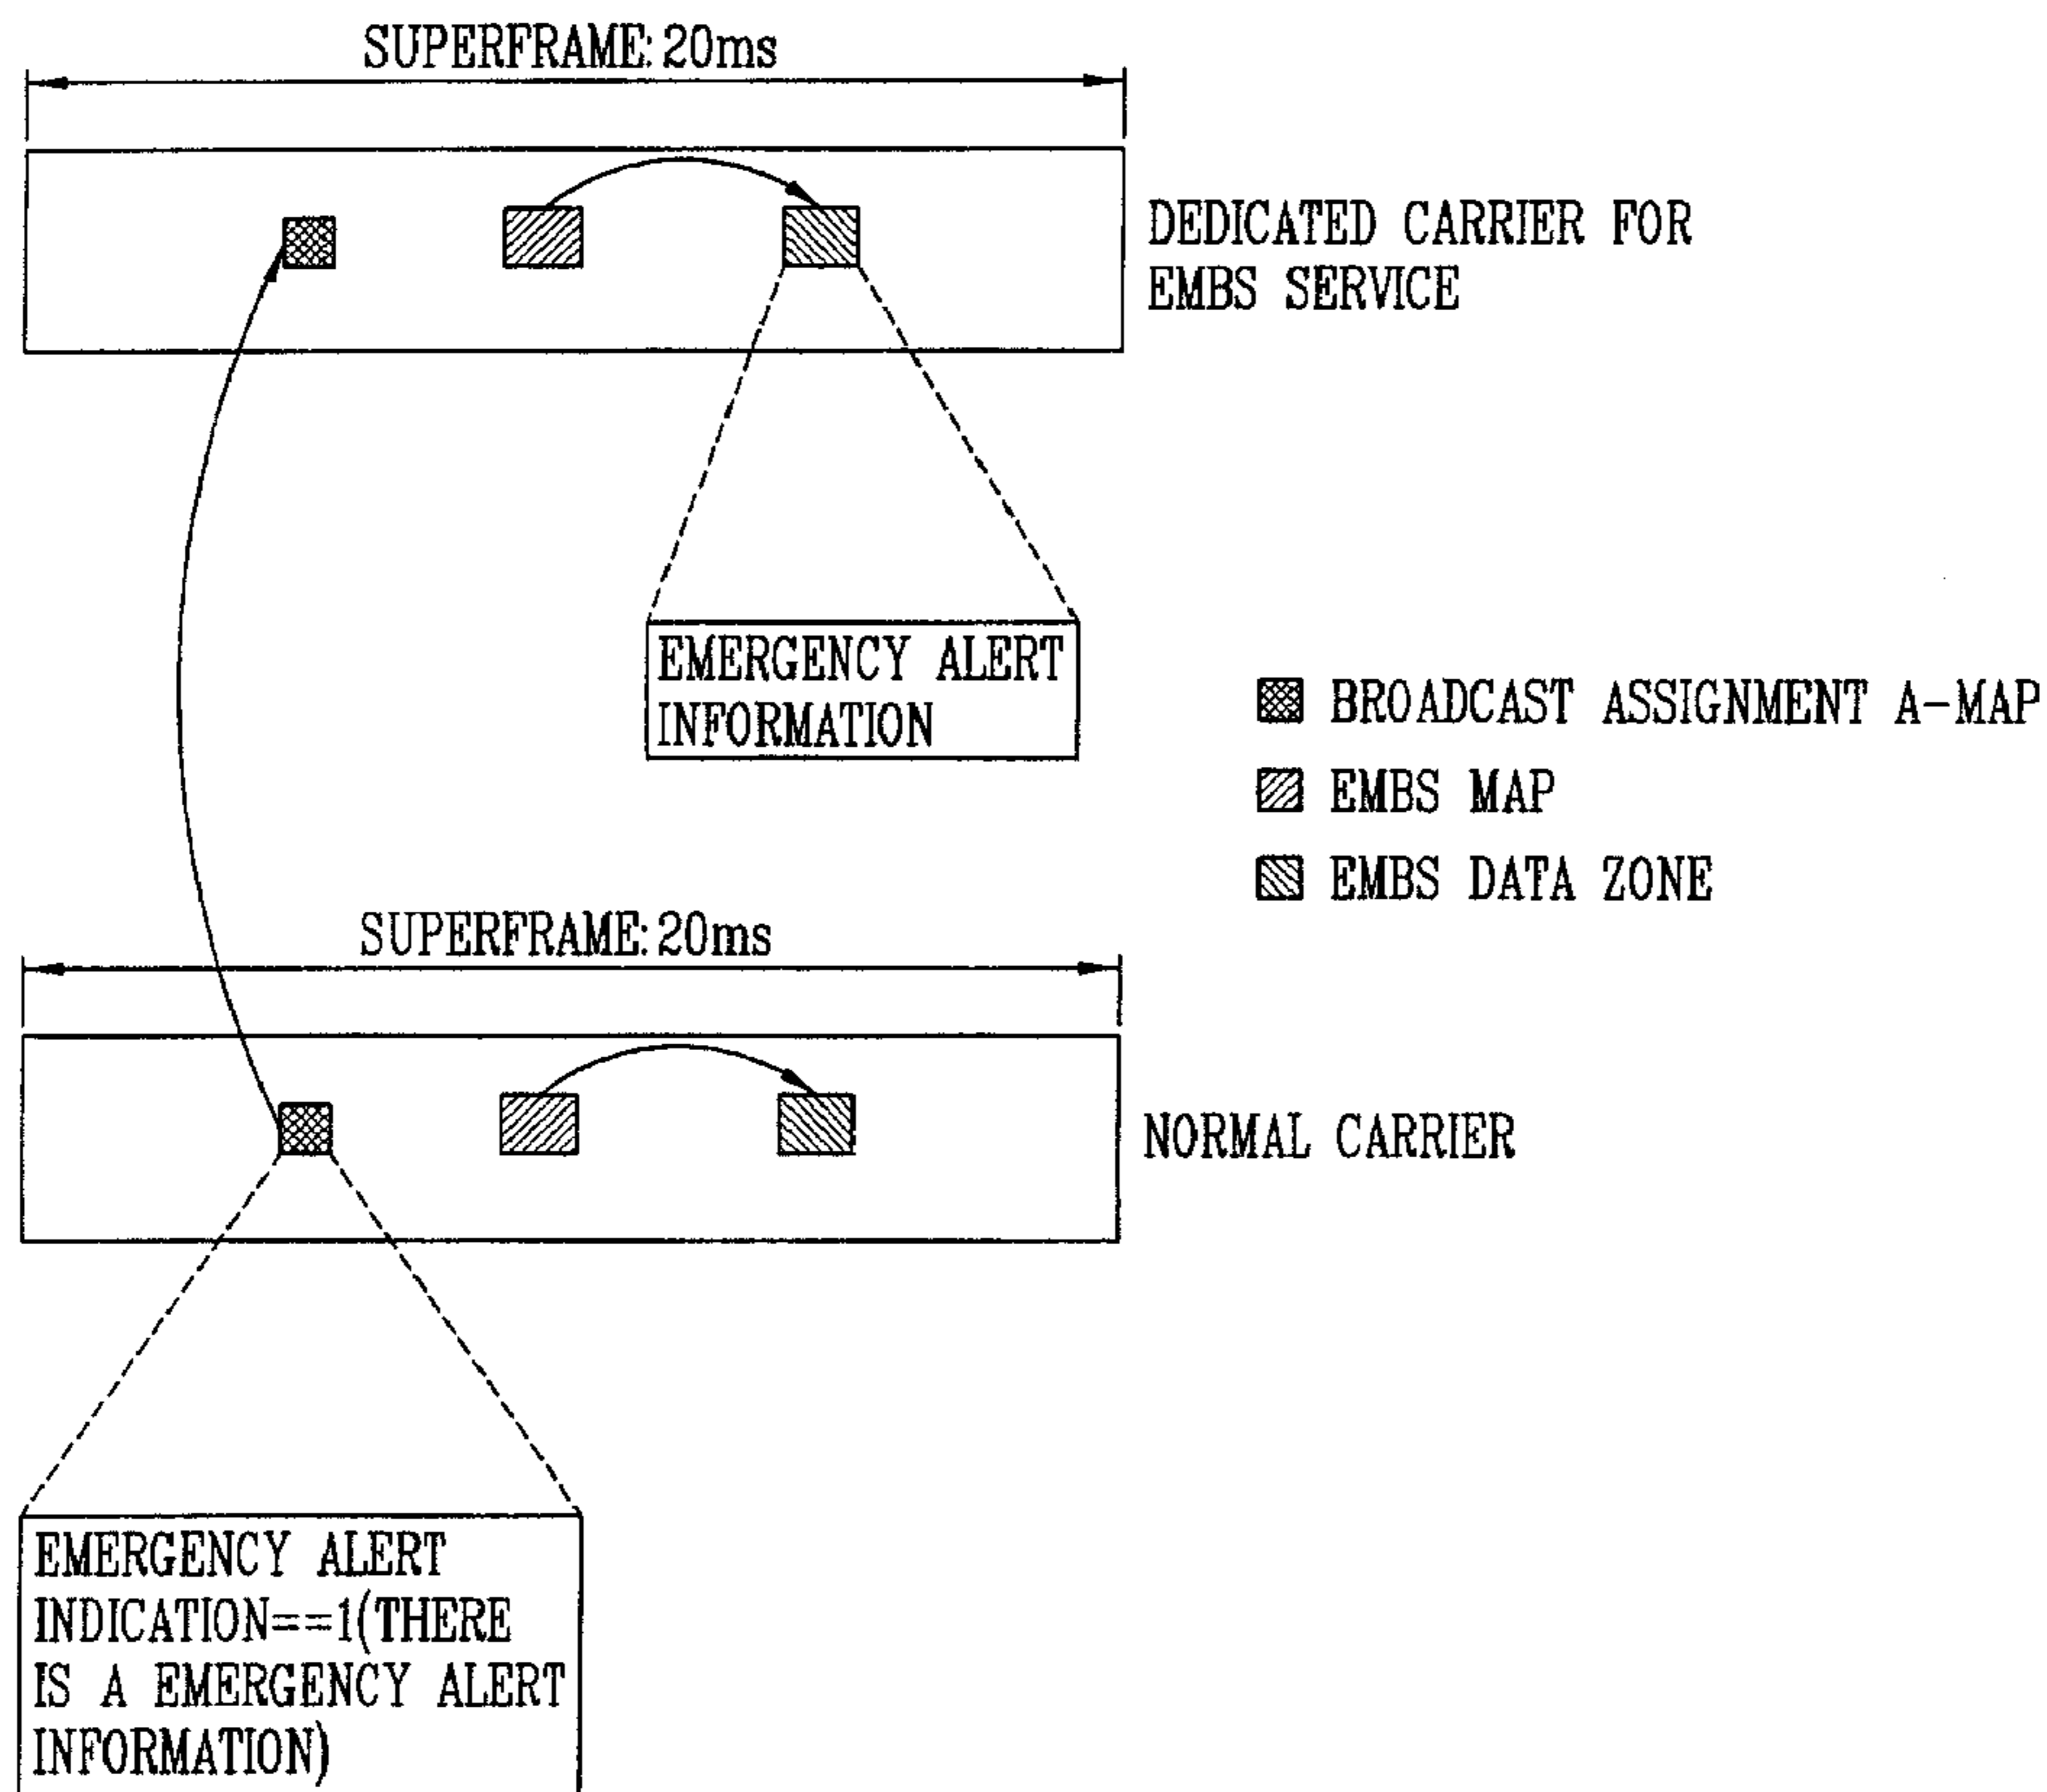 SUPERFRAME:20ms
DEDICATED CARRIER FOR
EMBS SERVICE
EMERGENCY ALERT
INFORMATION
BROADCAST ASSIGNMENT A-MAP
EMBS MAP
EMBS DATA ZONE
SUPERFRAME:20ms
NORMAL CARRIER
EMERGENCY ALERT
INDICATION==1(THERE
IS A EMERGENCY ALERT
INFORMATION)